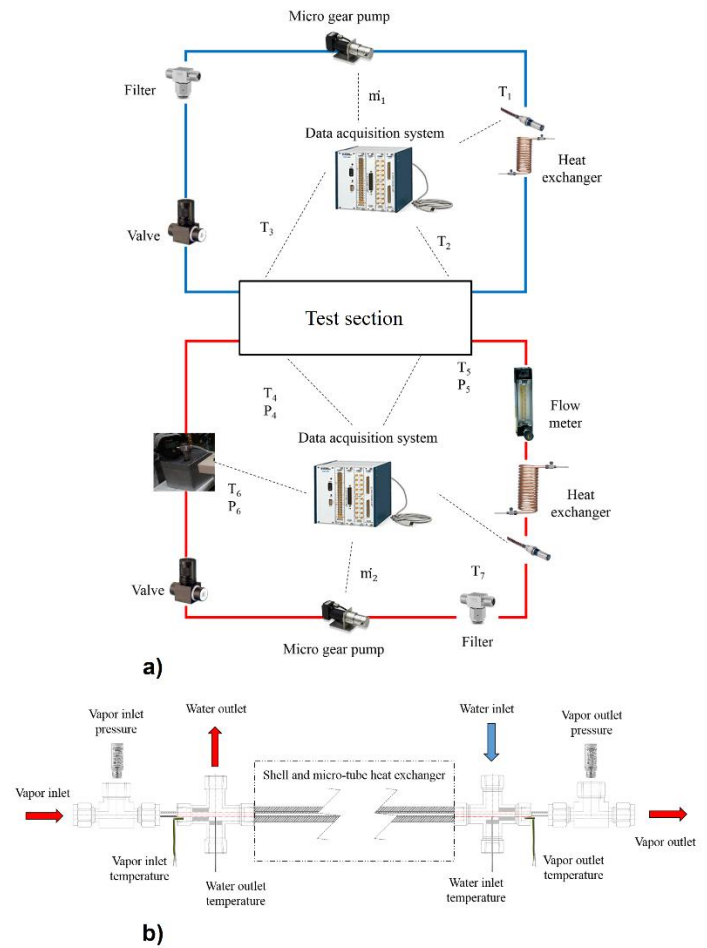 Micro gear pump
Filter
ṁ₁
T₁
Data acquisition system
Heat
exchanger
Valve
T₃
T₂
Test section
T₄
P₄
T₅
P₅
Flow
meter
Data acquisition system
T₆
P₆
Heat
exchanger
Valve
ṁ₂
T₇
Micro gear pump
Filter
a)
Vapor inlet
pressure
Water outlet
Water inlet
Vapor outlet
pressure
Shell and micro-tube heat exchanger
Vapor inlet
Vapor outlet
Vapor inlet
temperature
Water outlet
temperature
Water inlet
temperature
Vapor outlet
temperature
b)